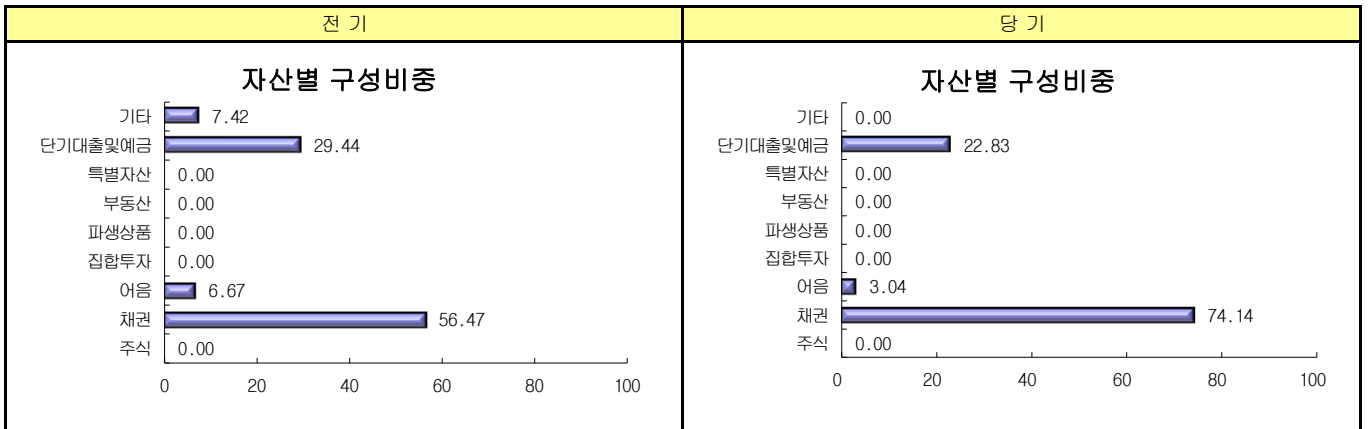 전 기
당 기
자산별 구성비중
기타 7.42
단기대출및예금 29.44
특별자산 0.00
부동산 0.00
파생상품 0.00
집합투자 0.00
어음 6.67
채권 56.47
주식 0.00
0 20 40 60 80 100
자산별 구성비중
기타 0.00
단기대출및예금 22.83
특별자산 0.00
부동산 0.00
파생상품 0.00
집합투자 0.00
어음 3.04
채권 74.14
주식 0.00
0 20 40 60 80 100